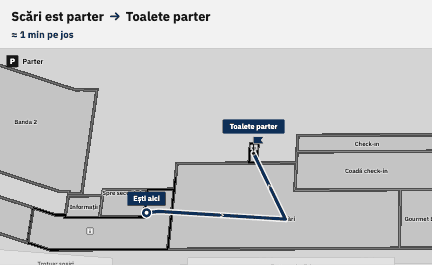 Scări est parter → Toalete parter
≈ 1 min pe jos
P Parter
Banda 2
Toalete parter
Check-in
Coadă check-in
Spre
Ești aici
Informații
i
Gourmet